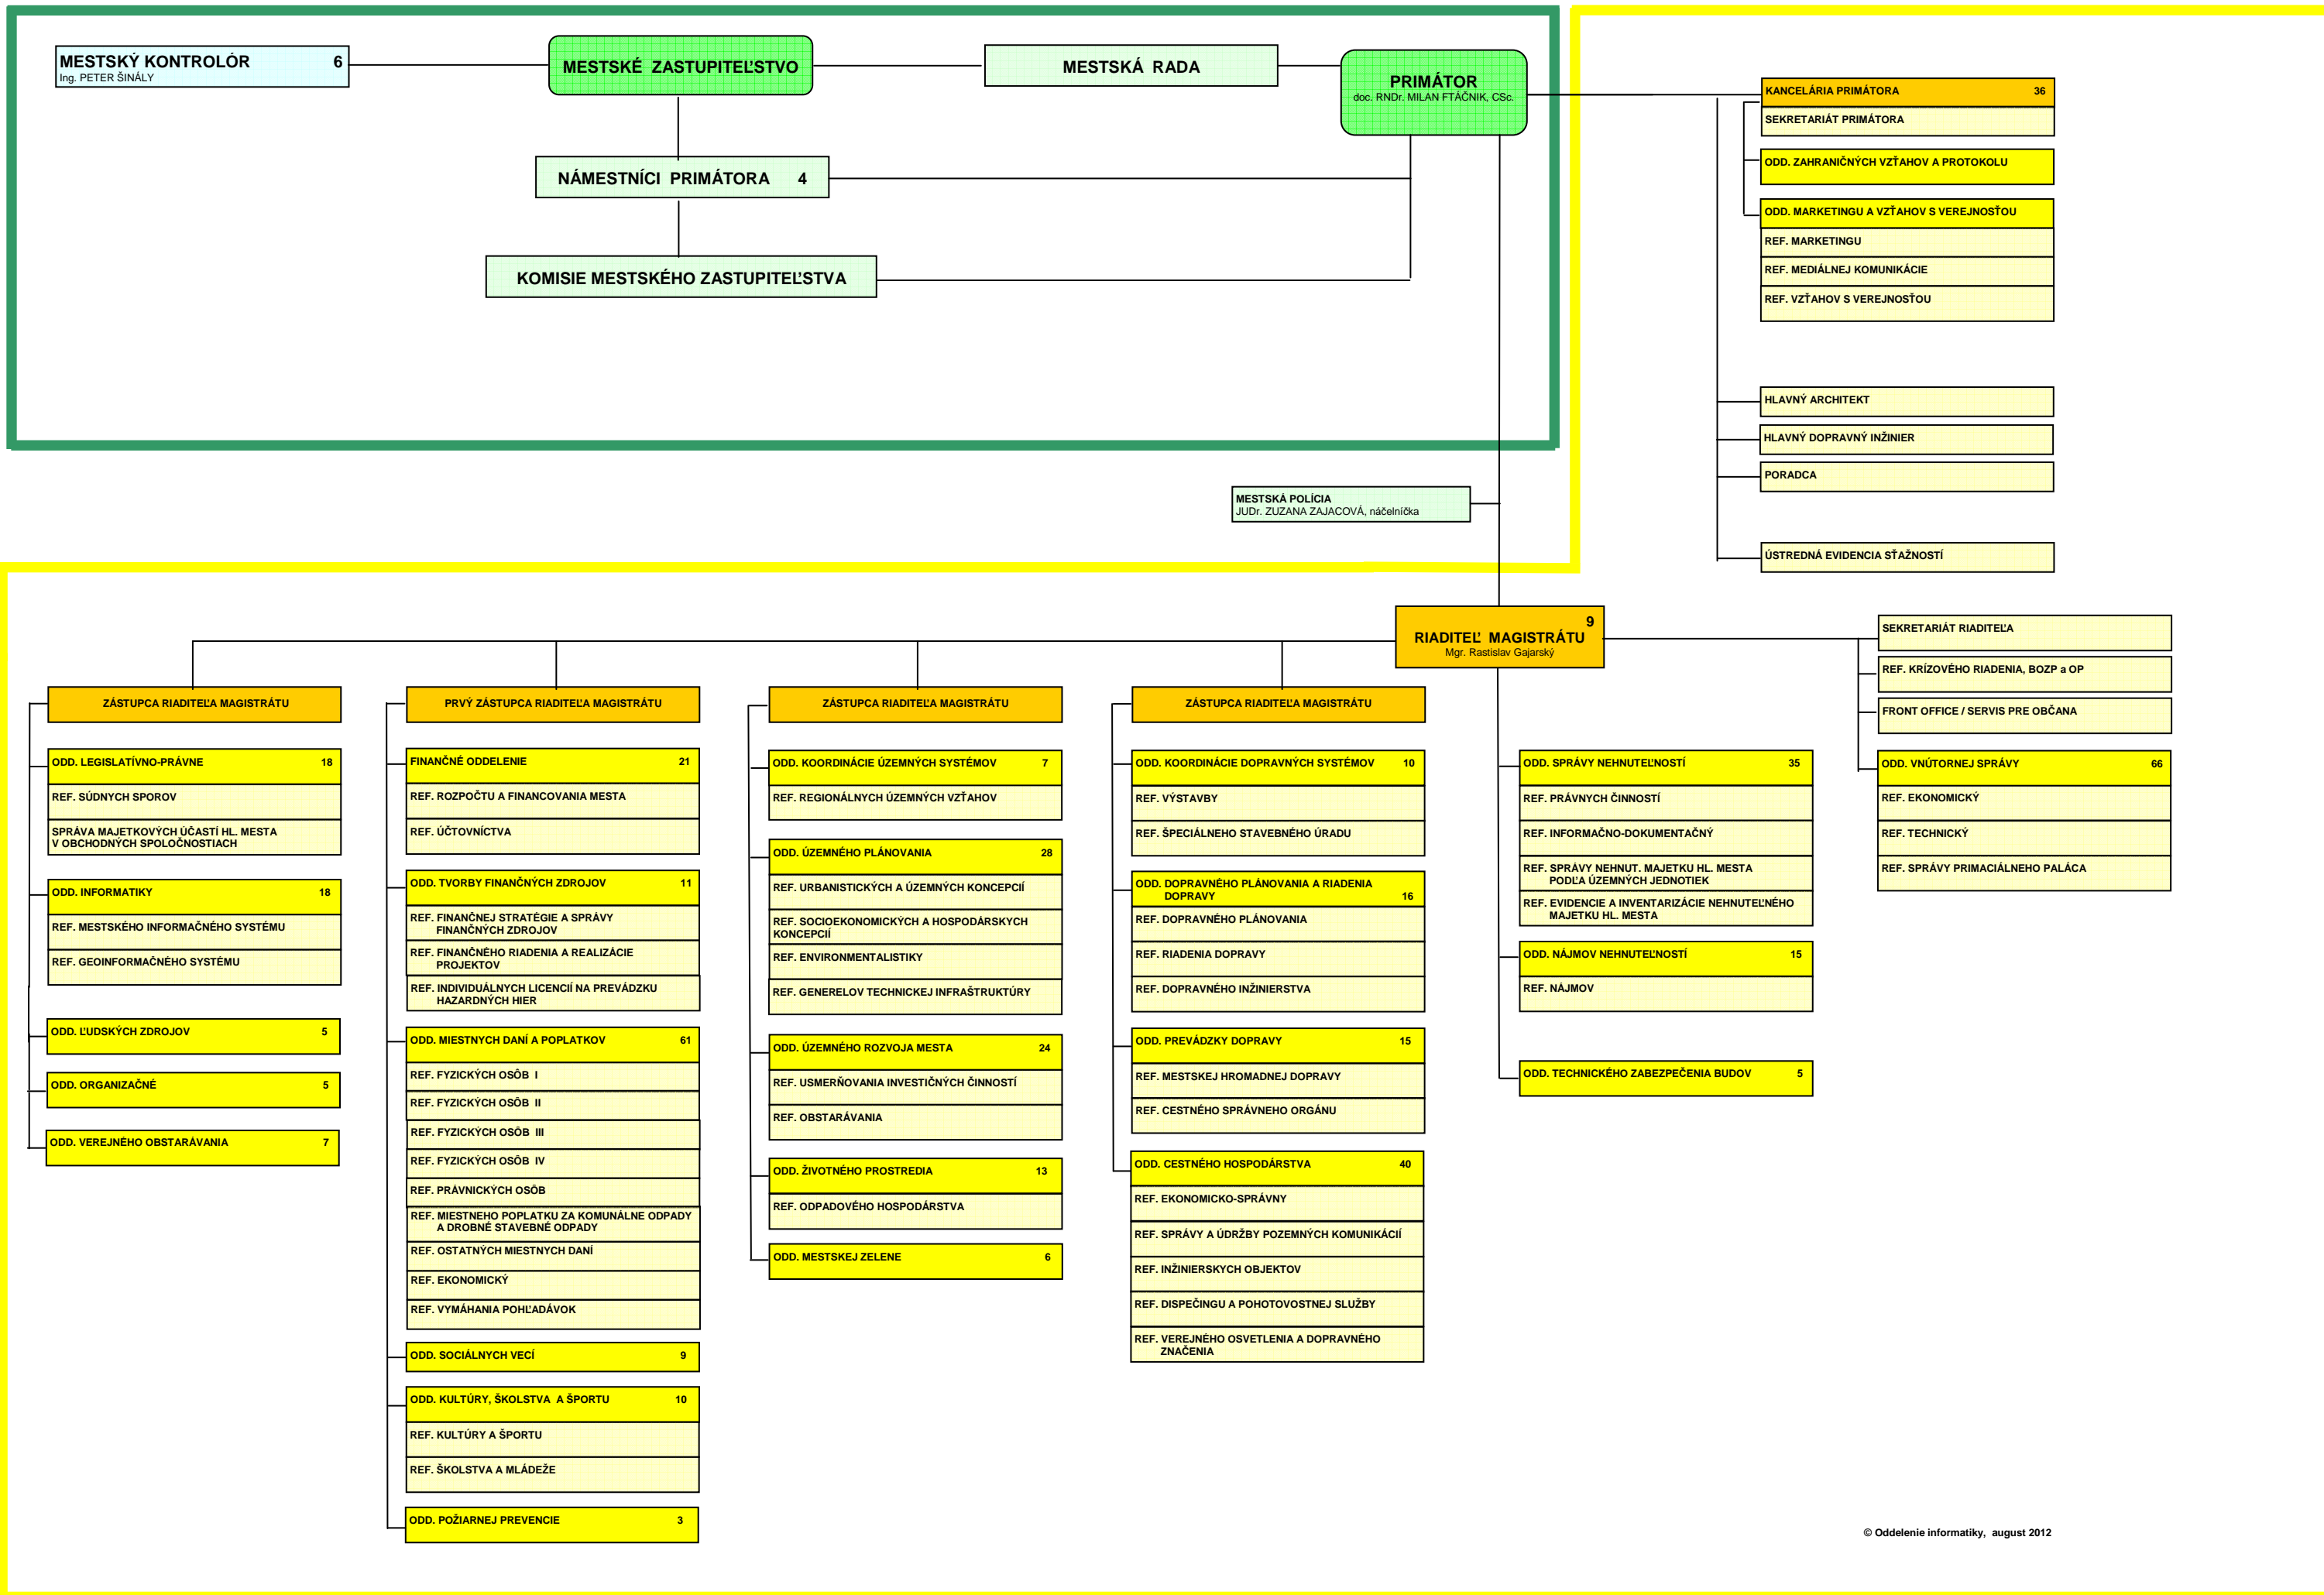 MESTSKÝ KONTROLÓR 6
Ing. PETER ŠINÁLY
MESTSKÉ ZASTUPITEĽSTVO
MESTSKÁ RADA
PRIMÁTOR
doc. RNDr. MILAN FTÁČNIK, CSc.
NÁMESTNÍCI PRIMÁTORA 4
KOMISIE MESTSKÉHO ZASTUPITEĽSTVA
KANCELÁRIA PRIMÁTORA 36
SEKRETARIÁT PRIMÁTORA
ODD. ZAHRANIČNÝCH VZŤAHOV A PROTOKOLU
ODD. MARKETINGU A VZŤAHOV S VEREJNOSŤOU
REF. MARKETINGU
REF. MEDIÁLNEJ KOMUNIKÁCIE
REF. VZŤAHOV S VEREJNOSŤOU
HLAVNÝ ARCHITEKT
HLAVNÝ DOPRAVNÝ INŽINIER
PORADCA
ÚSTREDNÁ EVIDENCIA SŤAŽNOSTÍ
MESTSKÁ POLÍCIA
JUDr. ZUZANA ZAJACOVÁ, náčelníčka
9
RIADITEĽ MAGISTRÁTU
Mgr. Rastislav Gajarský
SEKRETARIÁT RIADITEĽA
REF. KRÍZOVÉHO RIADENIA, BOZP a OP
FRONT OFFICE / SERVIS PRE OBČANA
ODD. VNÚTORNEJ SPRÁVY 66
REF. EKONOMICKÝ
REF. TECHNICKÝ
REF. SPRÁVY PRIMACIÁLNEHO PALÁCA
ZÁSTUPCA RIADITEĽA MAGISTRÁTU
ODD. LEGISLATÍVNO-PRÁVNE 18
REF. SÚDNYCH SPOROV
SPRÁVA MAJETKOVÝCH ÚČASTÍ HL. MESTA
V OBCHODNÝCH SPOLOČNOSTIACH
ODD. INFORMATIKY 18
REF. MESTSKÉHO INFORMAČNÉHO SYSTÉMU
REF. GEOINFORMAČNÉHO SYSTÉMU
ODD. ĽUDSKÝCH ZDROJOV 5
ODD. ORGANIZAČNÉ 5
ODD. VEREJNÉHO OBSTARÁVANIA 7
PRVÝ ZÁSTUPCA RIADITEĽA MAGISTRÁTU
FINANČNÉ ODDELENIE 21
REF. ROZPOČTU A FINANCOVANIA MESTA
REF. ÚČTOVNÍCTVA
ODD. TVORBY FINANČNÝCH ZDROJOV 11
REF. FINANČNEJ STRATÉGIE A SPRÁVY
FINANČNÝCH ZDROJOV
REF. FINANČNÉHO RIADENIA A REALIZÁCIE
PROJEKTOV
REF. INDIVIDUÁLNYCH LICENCIÍ NA PREVÁDZKU
HAZARDNÝCH HIER
ODD. MIESTNYCH DANÍ A POPLATKOV 61
REF. FYZICKÝCH OSÔB I
REF. FYZICKÝCH OSÔB II
REF. FYZICKÝCH OSÔB III
REF. FYZICKÝCH OSÔB IV
REF. PRÁVNICKÝCH OSÔB
REF. MIESTNEHO POPLATKU ZA KOMUNÁLNE ODPADY
A DROBNÉ STAVEBNÉ ODPADY
REF. OSTATNÝCH MIESTNYCH DANÍ
REF. EKONOMICKÝ
REF. VYMÁHANIA POHĽADÁVOK
ODD. SOCIÁLNYCH VECÍ 9
ODD. KULTÚRY, ŠKOLSTVA A ŠPORTU 10
REF. KULTÚRY A ŠPORTU
REF. ŠKOLSTVA A MLÁDEŽE
ODD. POŽIARNEJ PREVENCIE 3
ZÁSTUPCA RIADITEĽA MAGISTRÁTU
ODD. KOORDINÁCIE ÚZEMNÝCH SYSTÉMOV 7
REF. REGIONÁLNYCH ÚZEMNÝCH VZŤAHOV
ODD. ÚZEMNÉHO PLÁNOVANIA 28
REF. URBANISTICKÝCH A ÚZEMNÝCH KONCEPCIÍ
REF. SOCIOEKONOMICKÝCH A HOSPODÁRSKYCH
KONCEPCIÍ
REF. ENVIRONMENTALISTIKY
REF. GENERELOV TECHNICKEJ INFRAŠTRUKTÚRY
ODD. ÚZEMNÉHO ROZVOJA MESTA 24
REF. USMERŇOVANIA INVESTIČNÝCH ČINNOSTÍ
REF. OBSTARÁVANIA
ODD. ŽIVOTNÉHO PROSTREDIA 13
REF. ODPADOVÉHO HOSPODÁRSTVA
ODD. MESTSKEJ ZELENE 6
ZÁSTUPCA RIADITEĽA MAGISTRÁTU
ODD. KOORDINÁCIE DOPRAVNÝCH SYSTÉMOV 10
REF. VÝSTAVBY
REF. ŠPECIÁLNEHO STAVEBNÉHO ÚRADU
ODD. DOPRAVNÉHO PLÁNOVANIA A RIADENIA
DOPRAVY 16
REF. DOPRAVNÉHO PLÁNOVANIA
REF. RIADENIA DOPRAVY
REF. DOPRAVNÉHO INŽINIERSTVA
ODD. PREVÁDZKY DOPRAVY 15
REF. MESTSKEJ HROMADNEJ DOPRAVY
REF. CESTNÉHO SPRÁVNEHO ORGÁNU
ODD. CESTNÉHO HOSPODÁRSTVA 40
REF. EKONOMICKO-SPRÁVNY
REF. SPRÁVY A ÚDRŽBY POZEMNÝCH KOMUNIKÁCIÍ
REF. INŽINIERSKYCH OBJEKTOV
REF. DISPEČINGU A POHOTOVOSTNEJ SLUŽBY
REF. VEREJNÉHO OSVETLENIA A DOPRAVNÉHO
ZNAČENIA
ODD. SPRÁVY NEHNUTEĽNOSTÍ 35
REF. PRÁVNYCH ČINNOSTÍ
REF. INFORMAČNO-DOKUMENTAČNÝ
REF. SPRÁVY NEHNUT. MAJETKU HL. MESTA
PODĽA ÚZEMNÝCH JEDNOTIEK
REF. EVIDENCIE A INVENTARIZÁCIE NEHNUTEĽNÉHO
MAJETKU HL. MESTA
ODD. NÁJMOV NEHNUTEĽNOSTÍ 15
REF. NÁJMOV
ODD. TECHNICKÉHO ZABEZPEČENIA BUDOV 5
© Oddelenie informatiky, august 2012